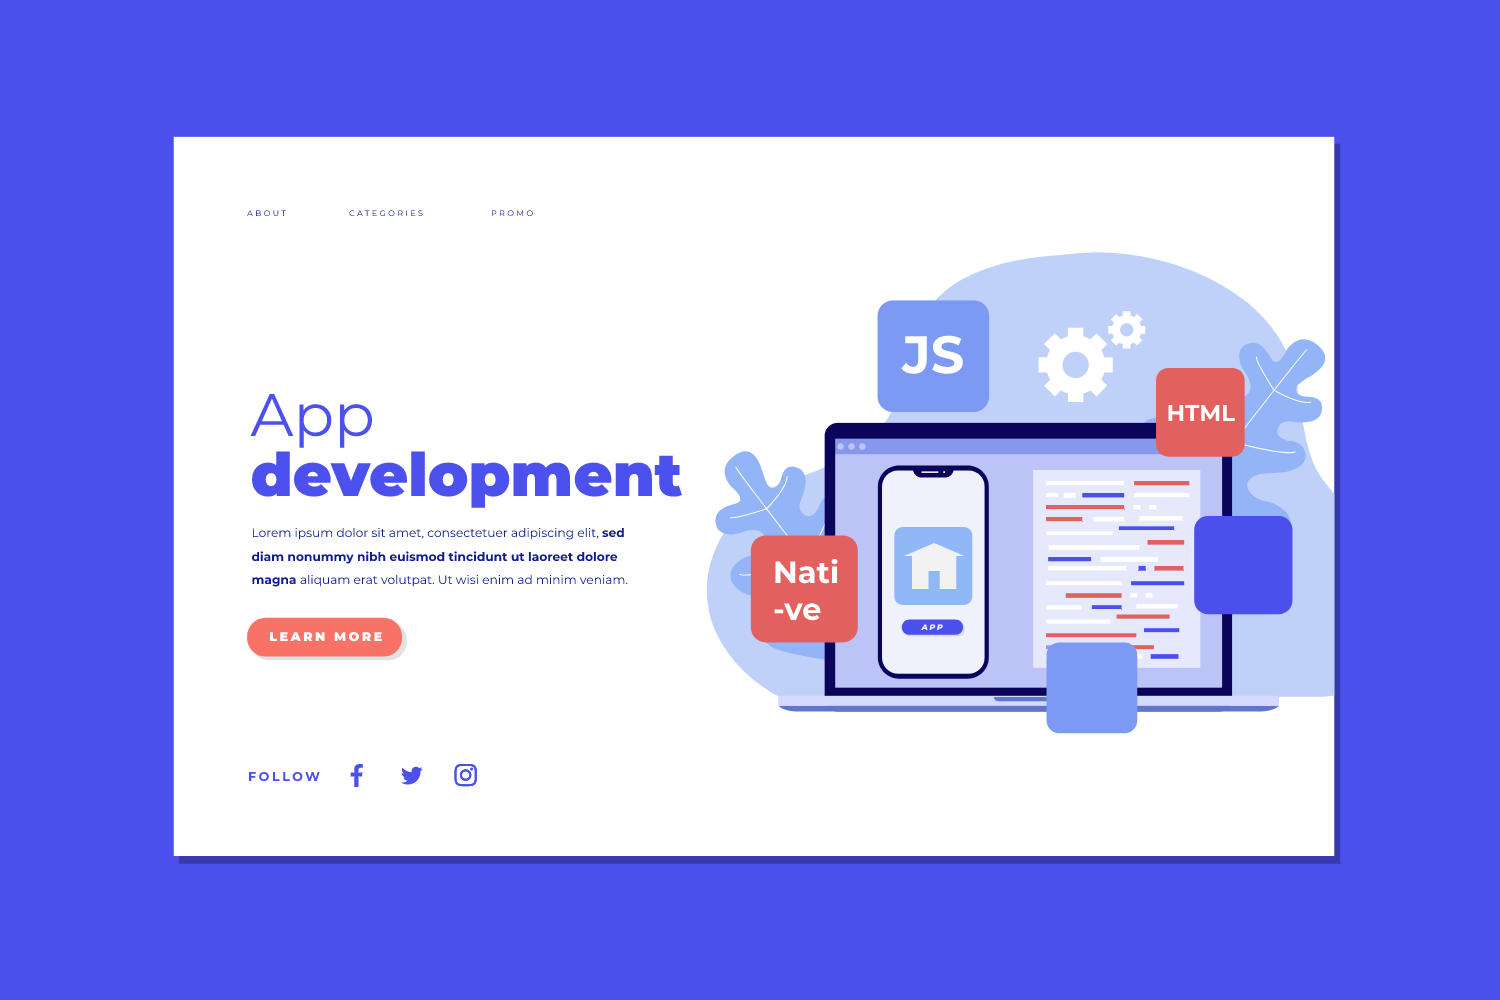 ABOUT
CATEGORIES
PROMO
App
development
Lorem ipsum dolor sit amet, consectetuer adipiscing elit, sed
diam nonummy nibh euismod tincidunt ut laoreet dolore
magna aliquam erat volutpat. Ut wisi enim ad minim veniam.
LEARN MORE
FOLLOW
JS
HTML
Nati
-ve
APP